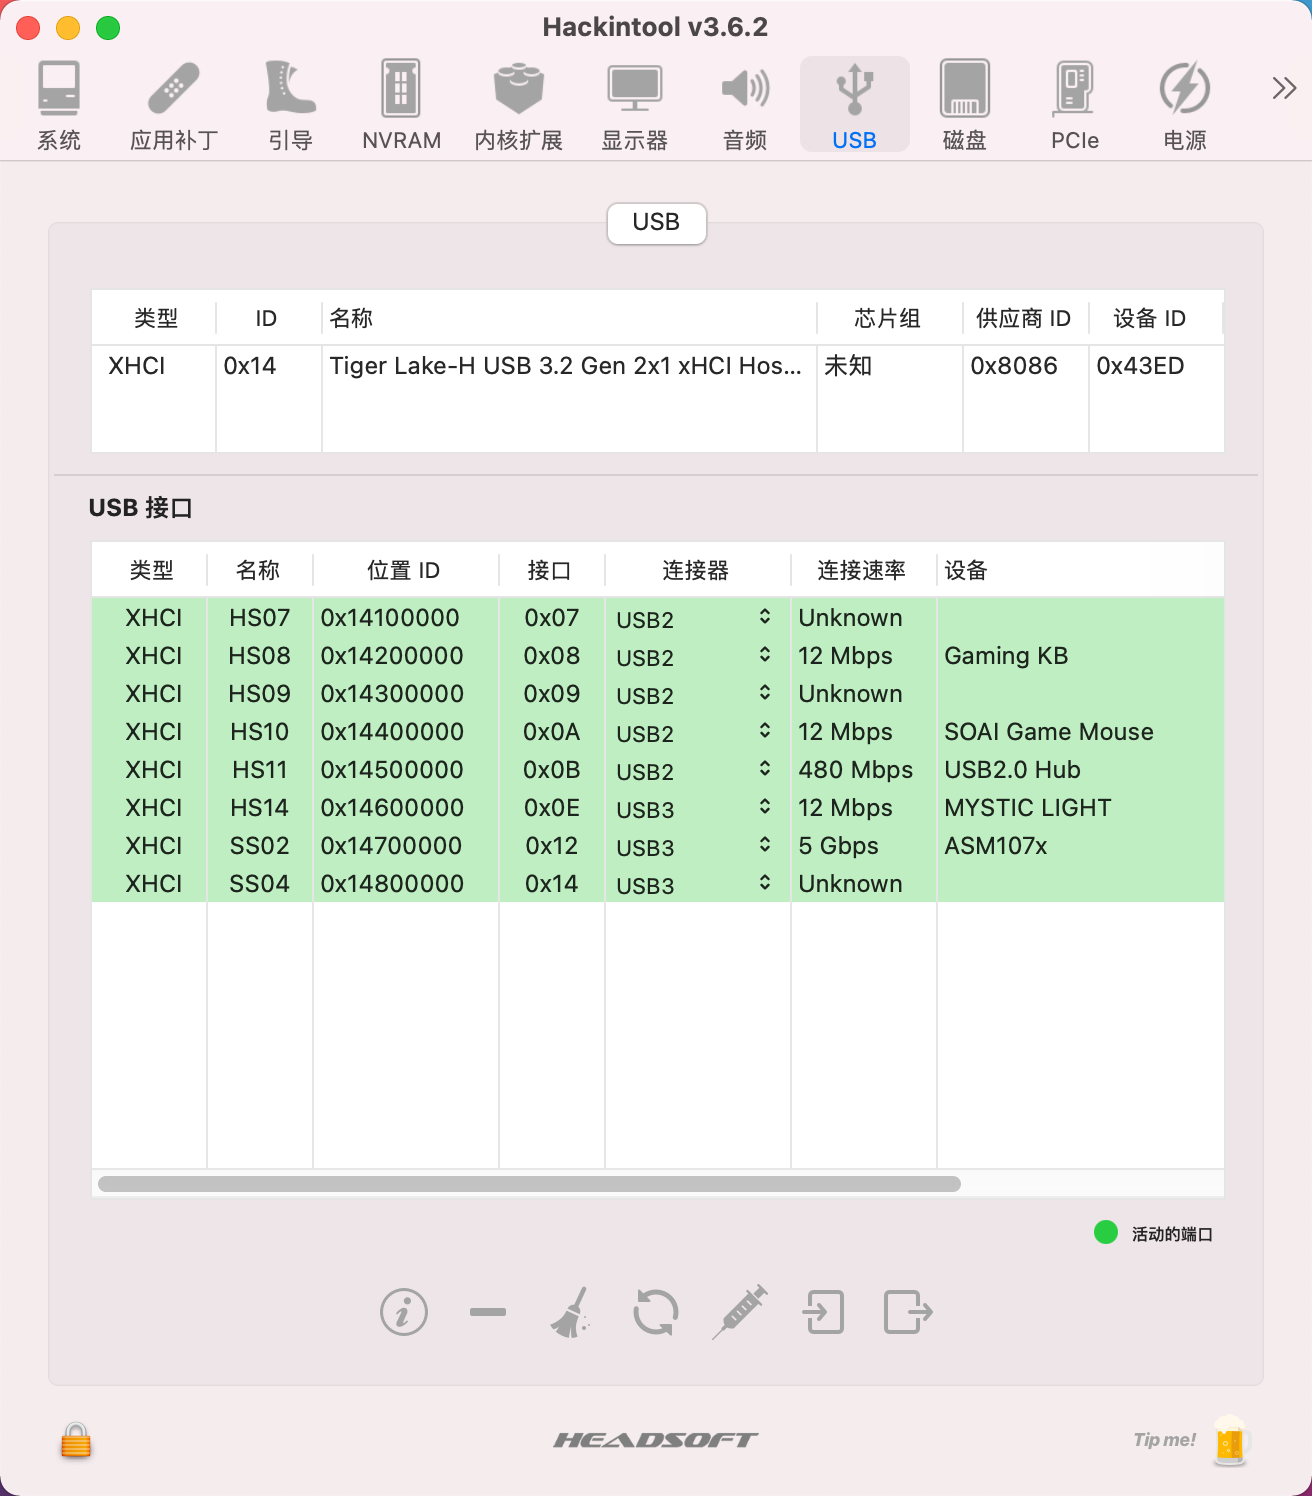 Hackintool v3.6.2
系统 应用补丁 引导 NVRAM 内核扩展 显示器 音频 USB 磁盘 PCIe 电源
USB
类型 ID 名称 芯片组 供应商 ID 设备 ID
XHCI 0x14 Tiger Lake-H USB 3.2 Gen 2x1 xHCI Hos... 未知 0x8086 0x43ED
USB 接口
类型 名称 位置 ID 接口 连接器 连接速率 设备
XHCI HS07 0x14100000 0x07 USB2 Unknown
XHCI HS08 0x14200000 0x08 USB2 12 Mbps Gaming KB
XHCI HS09 0x14300000 0x09 USB2 Unknown
XHCI HS10 0x14400000 0x0A USB2 12 Mbps SOAI Game Mouse
XHCI HS11 0x14500000 0x0B USB2 480 Mbps USB2.0 Hub
XHCI HS14 0x14600000 0x0E USB3 12 Mbps MYSTIC LIGHT
XHCI SS02 0x14700000 0x12 USB3 5 Gbps ASM107x
XHCI SS04 0x14800000 0x14 USB3 Unknown
活动的端口
HEADSOFT
Tip me!